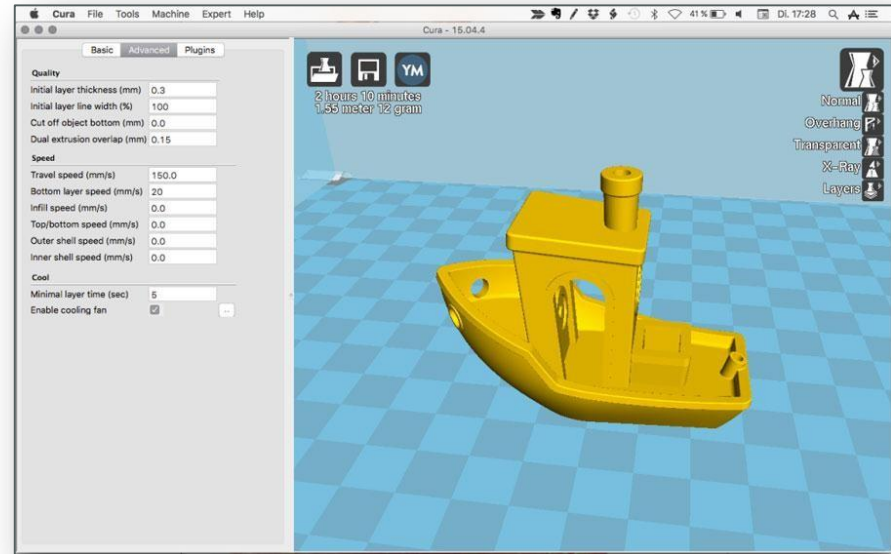 Cura File Tools Machine Expert Help 41 % Di. 17:28
Cura - 15.04.4
Basic Advanced Plugins
Quality
Initial layer thickness (mm) 0.3
Initial layer line width (%) 100
Cut off object bottom (mm) 0.0
Dual extrusion overlap (mm) 0.15
Speed
Travel speed (mm/s) 150.0
Bottom layer speed (mm/s) 20
Infill speed (mm/s) 0.0
Top/bottom speed (mm/s) 0.0
Outer shell speed (mm/s) 0.0
Inner shell speed (mm/s) 0.0
Cool
Minimal layer time (sec) 5
Enable cooling fan ...
YM
2 hours 10 minutes
1.55 meter 12 gram
Normal
Overhang
Transparent
X-Ray
Layers